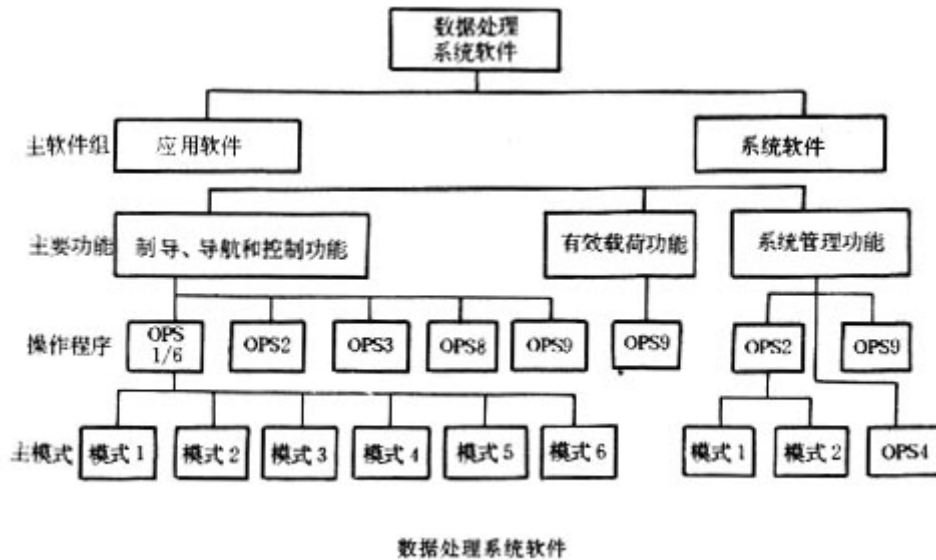 数据处理
系统软件
主软件组
应用软件
系统软件
主要功能
制导、导航和控制功能
有效载荷功能
系统管理功能
操作程序
OPS
1/6
OPS2
OPS3
OPS8
OPS9
OPS9
OPS2
OPS9
主模式
模式1
模式2
模式3
模式4
模式5
模式6
模式1
模式2
OPS4
数据处理系统软件